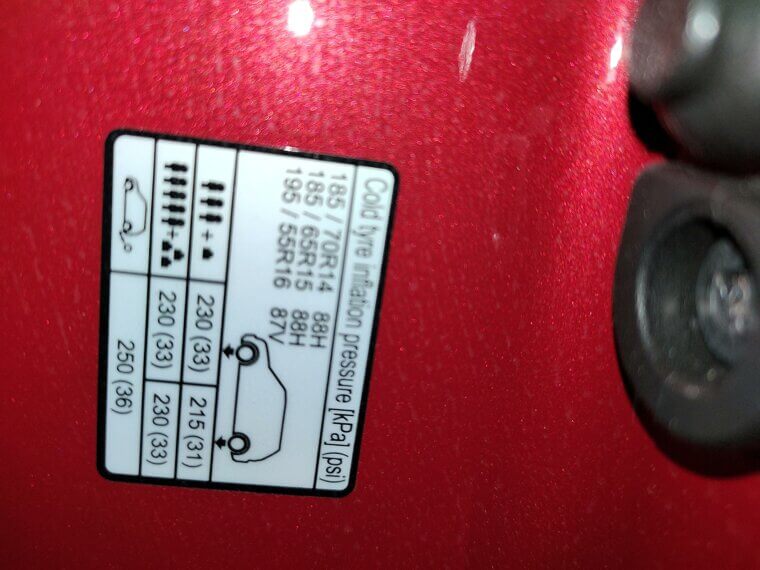 Cold tyre inflation pressure [kPa] (psi)
185 / 70R14 88H
185 / 65R15 88H
195 / 55R16 87V
+ 230 (33) 215 (31)
+ 230 (33) 230 (33)
250 (36)